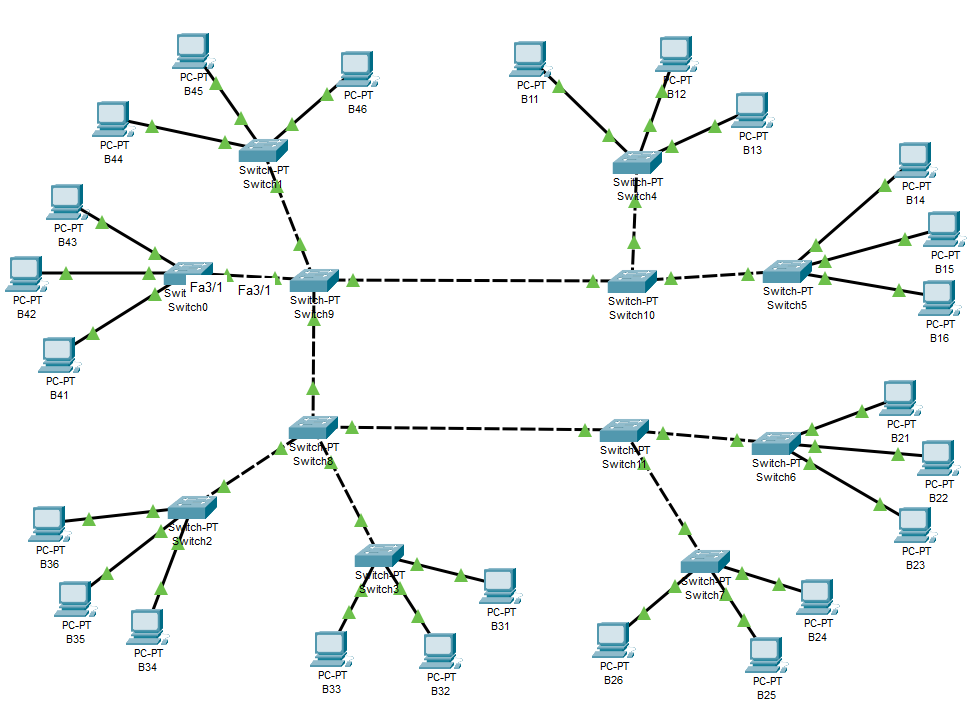 PC-PT
B45
PC-PT
B46
PC-PT
B44
Switch-PT
Switch1
PC-PT
B11
PC-PT
B12
PC-PT
B13
Switch-PT
Switch4
PC-PT
B14
PC-PT
B15
PC-PT
B16
Switch-PT
Switch5
PC-PT
B43
PC-PT
B42
PC-PT
B41
Fa3/1
Switch0
Fa3/1
Switch-PT
Switch9
Switch-PT
Switch10
Switch-PT
Switch8
Switch-PT
Switch11
Switch-PT
Switch6
PC-PT
B21
PC-PT
B22
PC-PT
B23
Switch-PT
Switch2
PC-PT
B36
PC-PT
B35
PC-PT
B34
Switch-PT
Switch3
PC-PT
B31
PC-PT
B33
PC-PT
B32
Switch-PT
Switch7
PC-PT
B24
PC-PT
B26
PC-PT
B25